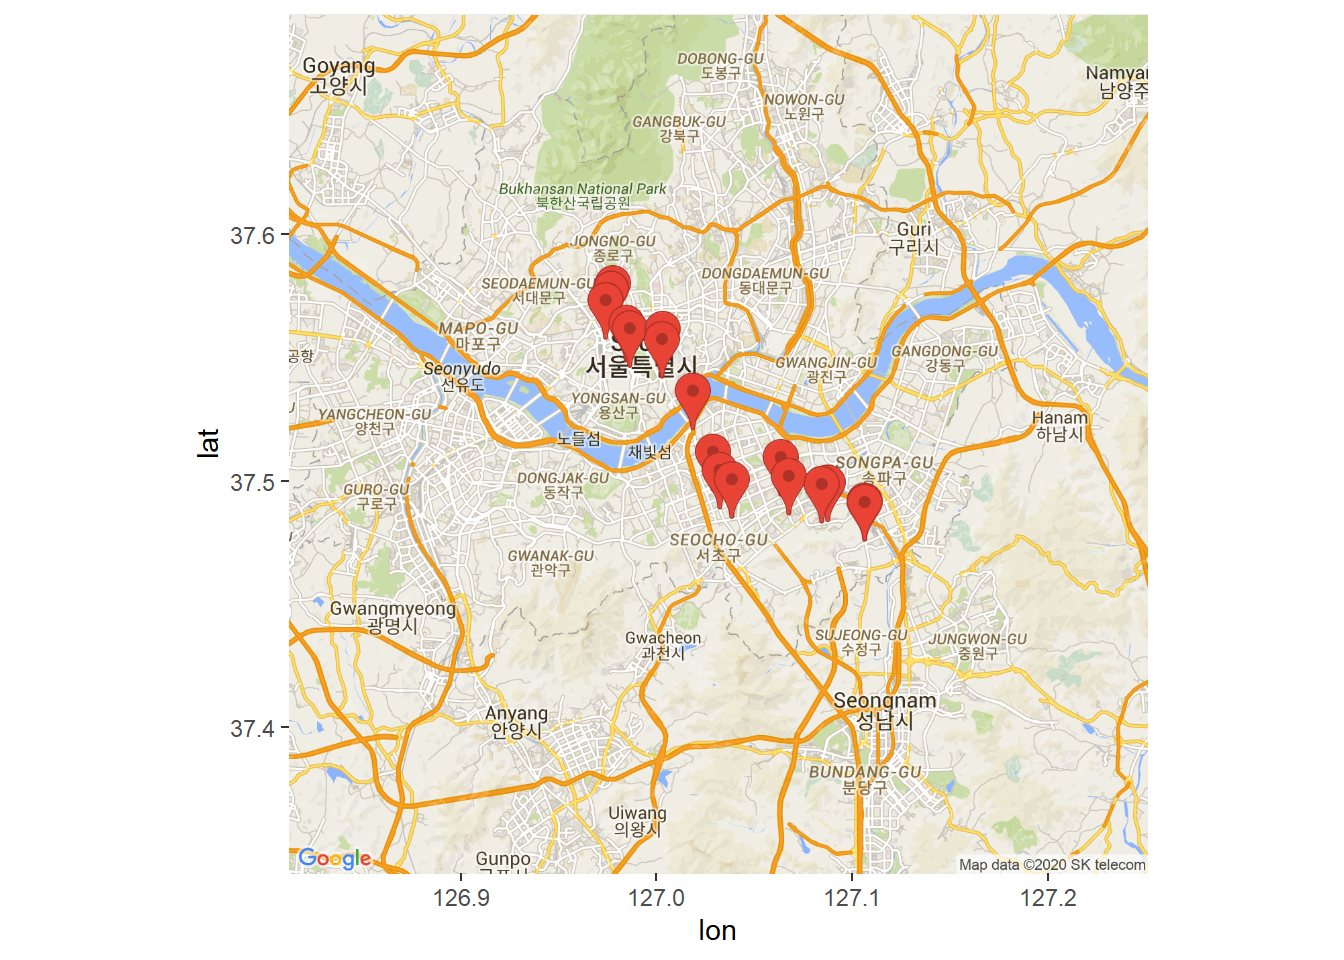 Goyang
고양시
DOBONG-GU
도봉구
Namyan
남양주
NOWON-GU
노원구
GANGBUK-GU
강북구
Bukhansan National Park
북한산국립공원
Guri
구리시
37.6
JONGNO-GU
종로구
SEODAEMUN-GU
서대문구
DONGDAEMUN-GU
동대문구
MAPO-GU
마포구
공항
서울특별시
Seonyudo
선유도
GWANGJIN-GU
광진구
GANGDONG-GU
강동구
YONGSAN-GU
용산구
YANGCHEON-GU
양천구
Hanam
하남시
노들섬
채빛섬
lat
37.5
SONGPA-GU
송파구
DONGJAK-GU
동작구
GURO-GU
구로구
SEOCHO-GU
서초구
GWANAK-GU
관악구
Gwangmyeong
광명시
Gwacheon
과천시
SUJEONG-GU
수정구
JUNGWON-GU
중원구
Seongnam
성남시
Anyang
안양시
37.4
BUNDANG-GU
분당구
Uiwang
의왕시
Gunpo
Google
Map data ©2020 SK telecom
126.9
127.0
127.1
127.2
lon